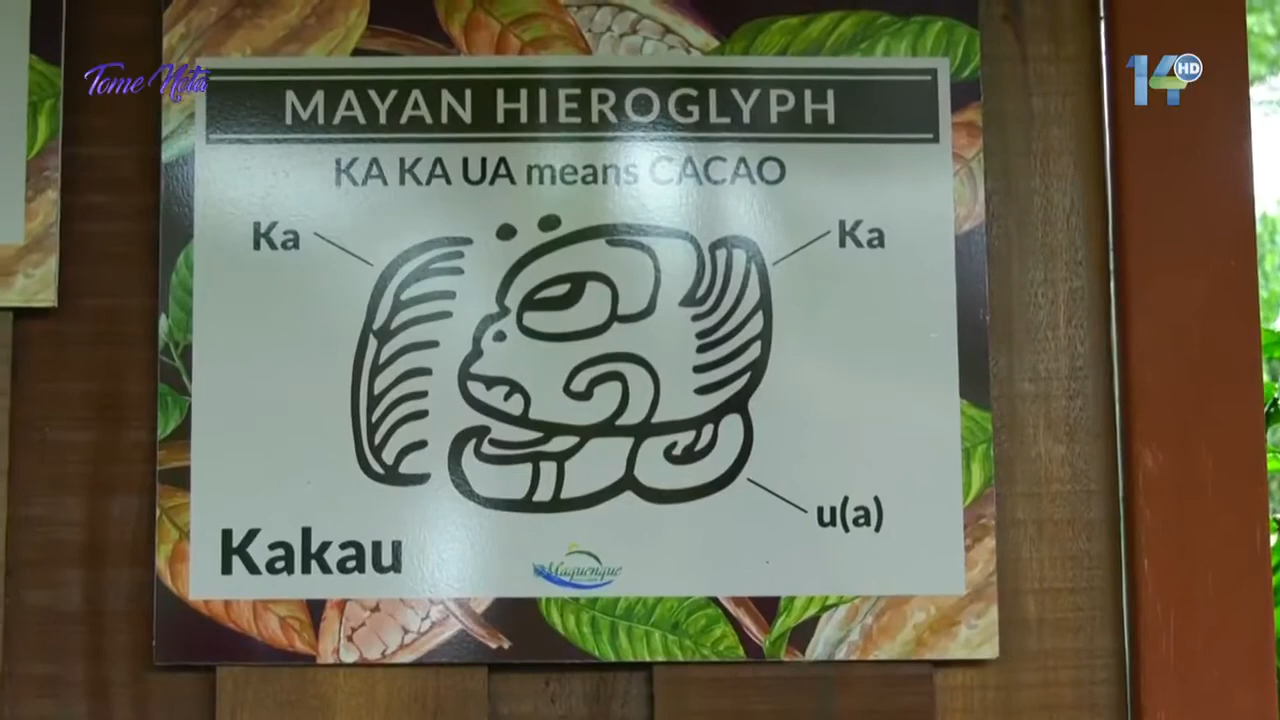 Tome Nota
14 HD
MAYAN HIEROGLYPH
KA KA UA means CACAO
Ka
Ka
u(a)
Kakau
Maquenque